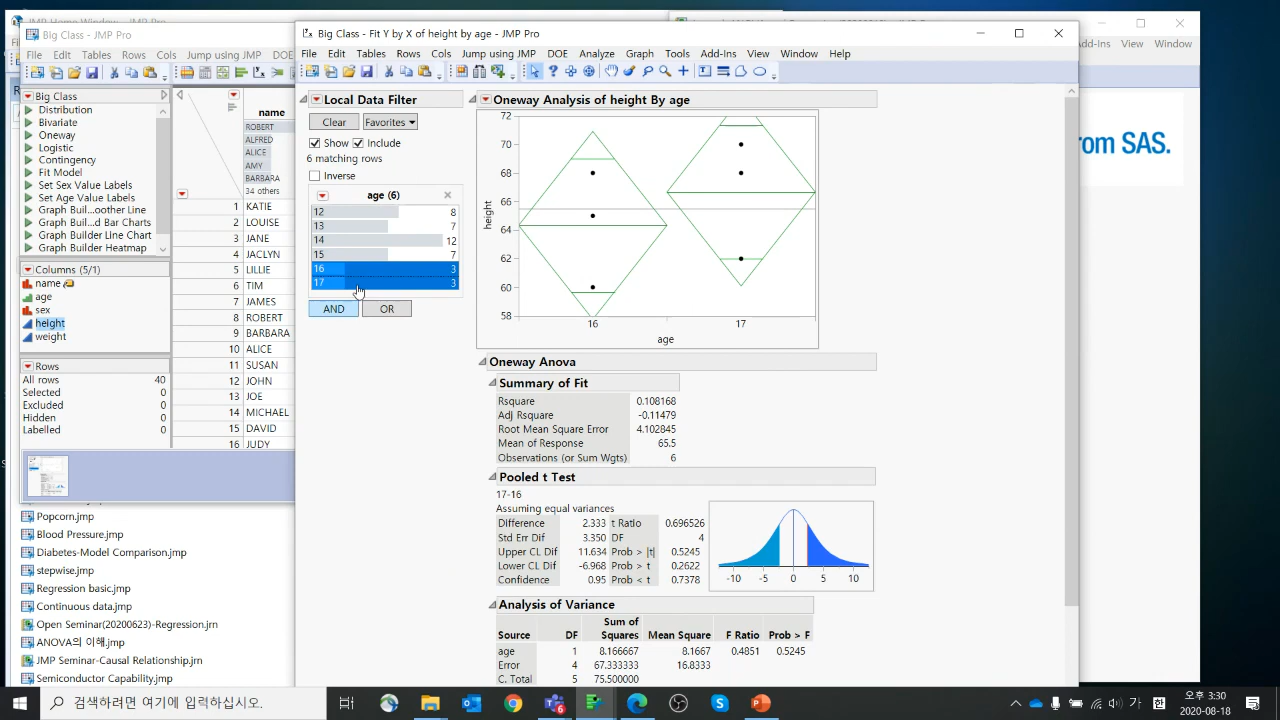 Big Class - JMP Pro
File Edit Tables Rows Cols Jump using JMP DOE
Big Class
Distribution
Bivariate
Oneway
Logistic
Contingency
Fit Model
Set Sex Value Labels
Set Age Value Labels
Graph Buil...oother Line
Graph Buil...d Bar Charts
Graph Builder Line Chart
Graph Builder Heatmap
Columns (5/1)
name
age
sex
height
weight
Rows
All rows 40
Selected 0
Excluded 0
Hidden 0
Labelled 0
name
ROBERT
ALFRED
ALICE
AMY
BARBARA
34 others
1 KATIE
2 LOUISE
3 JANE
4 JACLYN
5 LILLIE
6 TIM
7 JAMES
8 ROBERT
9 BARBARA
10 ALICE
11 SUSAN
12 JOHN
13 JOE
14 MICHAEL
15 DAVID
16 JUDY
Popcorn.jmp
Blood Pressure.jmp
Diabetes-Model Comparison.jmp
stepwise.jmp
Regression basic.jmp
Continuous data.jmp
Open Seminar(20200623)-Regression.jrn
ANOVA의 이해.jmp
JMP Seminar-Causal Relationship.jrn
Semiconductor Capability.jmp
Big Class - Fit Y by X of height by age - JMP Pro
File Edit Tables Rows Cols Jump using JMP DOE Analyze Graph Tools Add-Ins View Window Help
Local Data Filter
Clear Favorites
Show Include
6 matching rows
Inverse
age (6)
12 8
13 7
14 12
15 7
16 3
17 3
AND OR
Oneway Analysis of height By age
height
72
70
68
66
64
62
60
58
16 17
age
Oneway Anova
Summary of Fit
Rsquare 0.108168
Adj Rsquare -0.11479
Root Mean Square Error 4.102845
Mean of Response 65.5
Observations (or Sum Wgts) 6
Pooled t Test
17-16
Assuming equal variances
Difference 2.333 t Ratio 0.696526
Std Err Dif 3.350 DF 4
Upper CL Dif 11.634 Prob > |t| 0.5245
Lower CL Dif -6.968 Prob > t 0.2622
Confidence 0.95 Prob < t 0.7378
-10 -5 0 5 10
Analysis of Variance
Source DF Sum of Squares Mean Square F Ratio Prob > F
age 1 8.166667 8.1667 0.4851 0.5245
Error 4 67.333333 16.8333
C. Total 5 75.500000
Add-Ins View Window
from SAS.
검색하려면 여기에 입력하십시오.
가 한
오후 3:30
2020-08-18